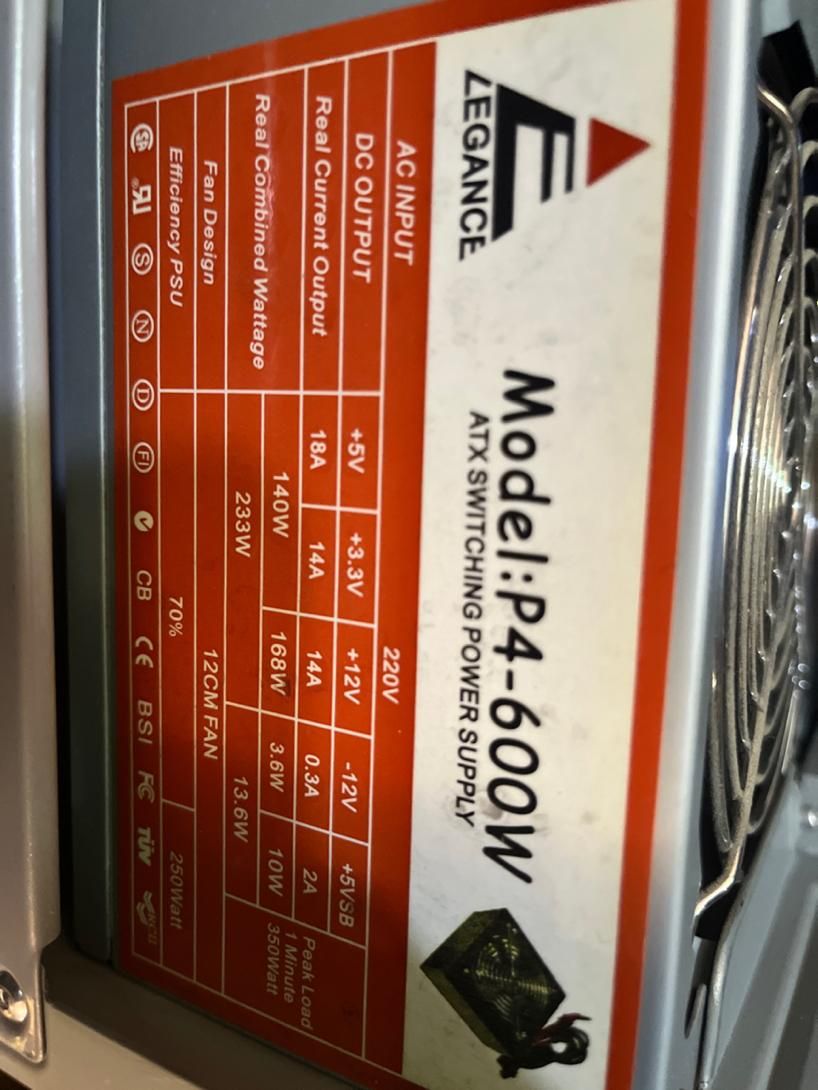 ELEGANCE
Model:P4-600W
ATX SWITCHING POWER SUPPLY
AC INPUT 220V
DC OUTPUT +5V +3.3V +12V -12V +5VSB
Real Current Output 18A 14A 14A 0.3A 2A
Peak Load
1 Minute
350Watt
Real Combined Wattage 140W 168W 3.6W 10W
233W 13.6W
Fan Design 12CM FAN
Efficiency PSU 70% 250Watt
S N D FI CB CE BSI FC TÜV